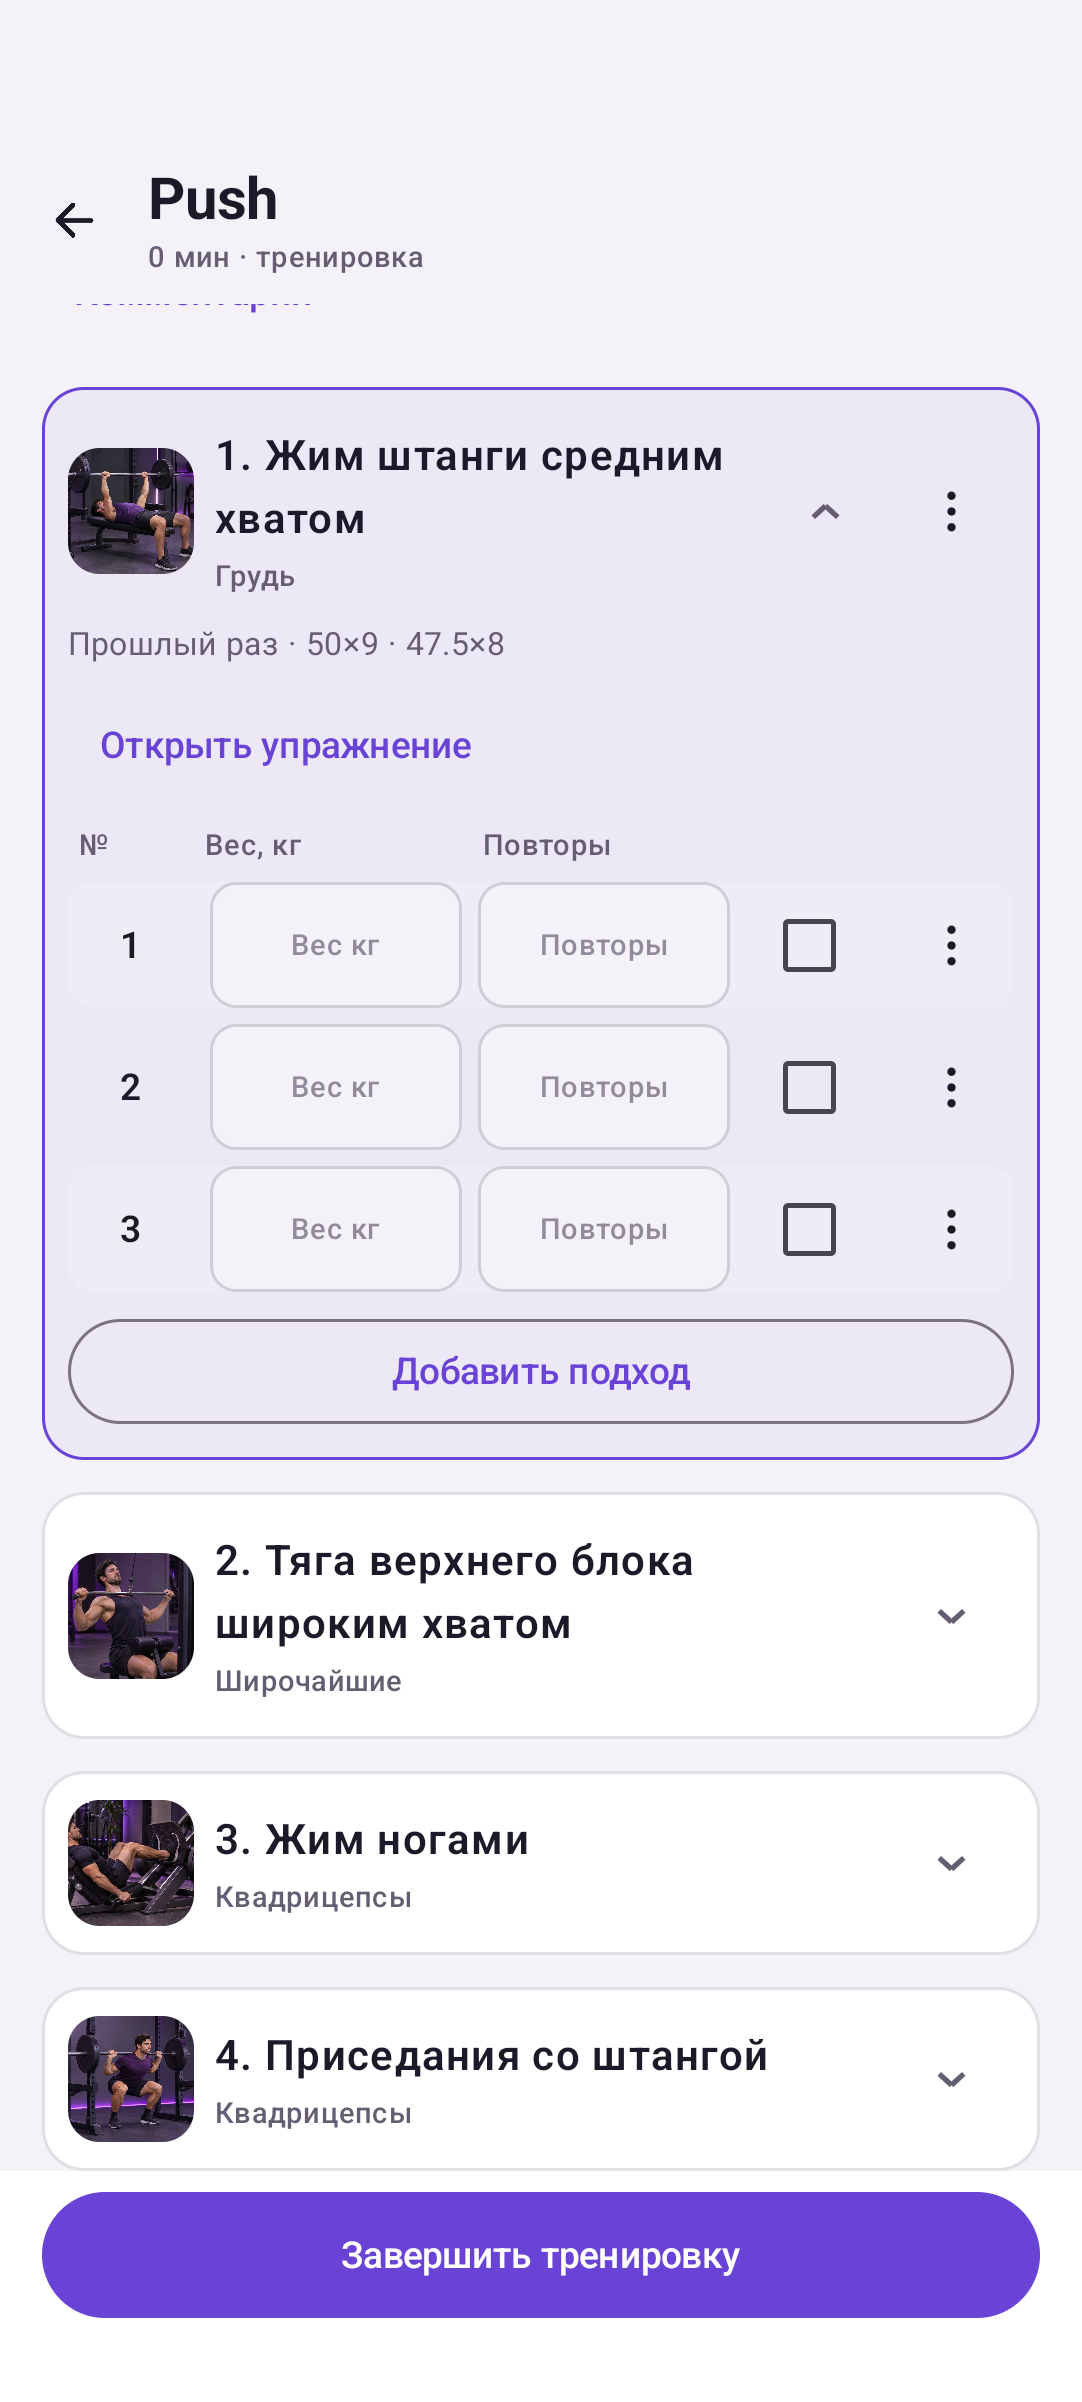 Push
0 мин · тренировка
1. Жим штанги средним
хватом
Грудь
Прошлый раз · 50×9 · 47.5×8
Открыть упражнение
№ Вес, кг Повторы
1 Вес кг Повторы
2 Вес кг Повторы
3 Вес кг Повторы
Добавить подход
2. Тяга верхнего блока
широким хватом
Широчайшие
3. Жим ногами
Квадрицепсы
4. Приседания со штангой
Квадрицепсы
Завершить тренировку